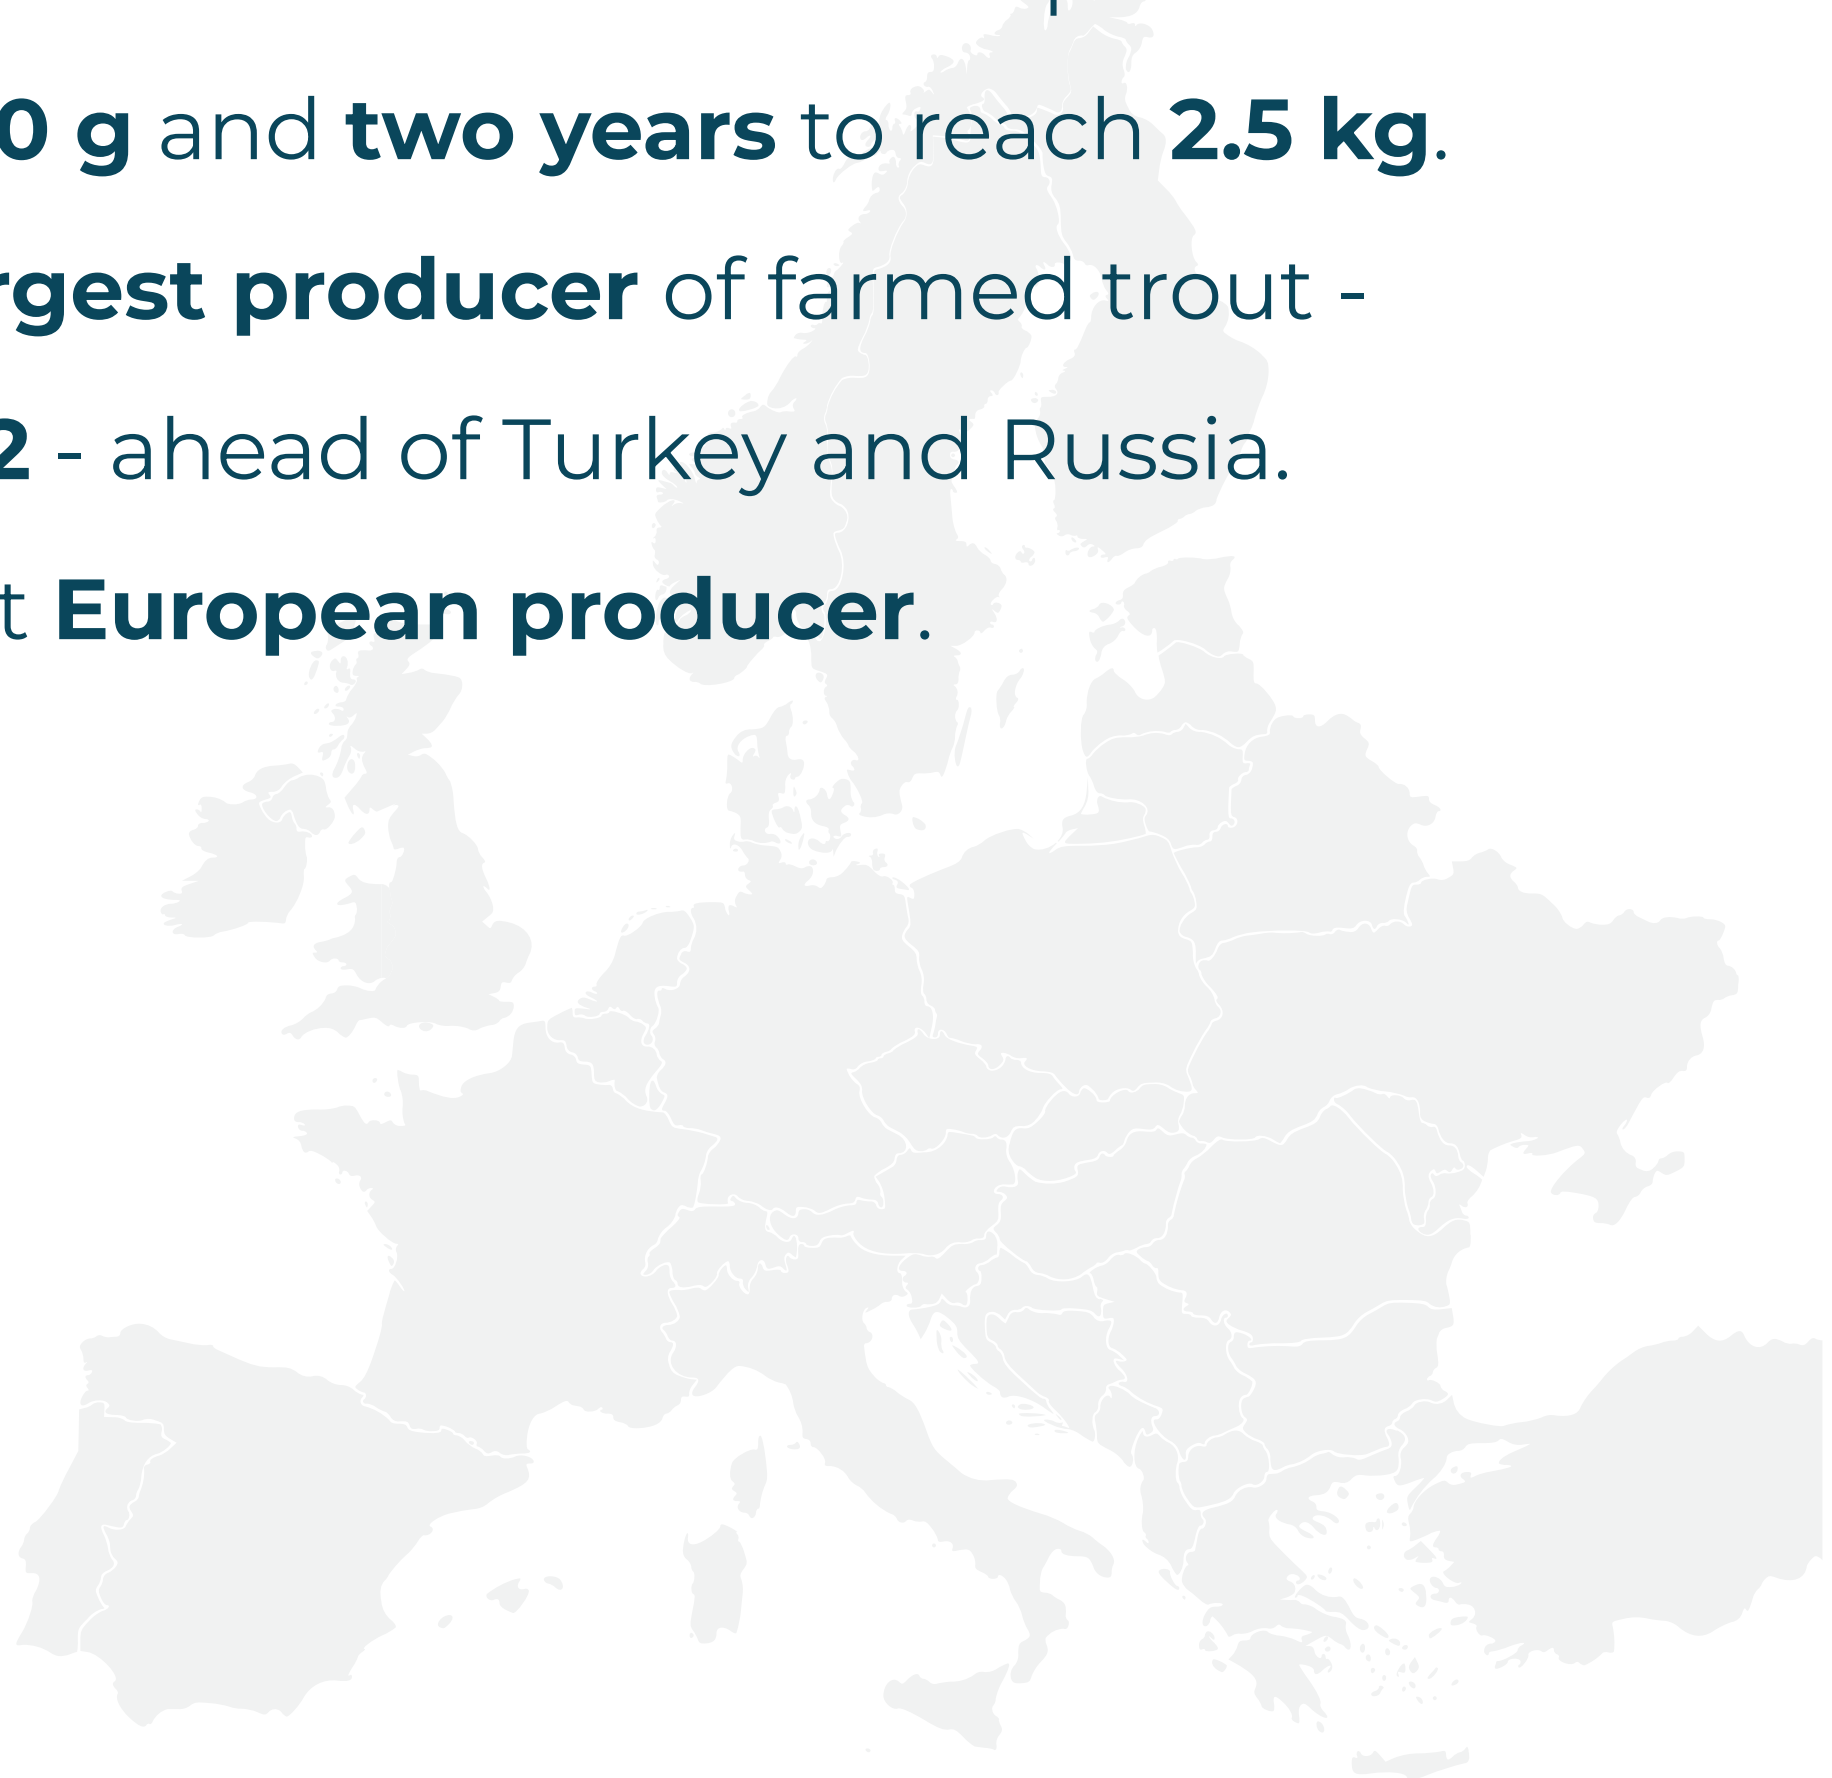 0 g and two years to reach 2.5 kg.
rgest producer of farmed trout -
2 - ahead of Turkey and Russia.
t European producer.